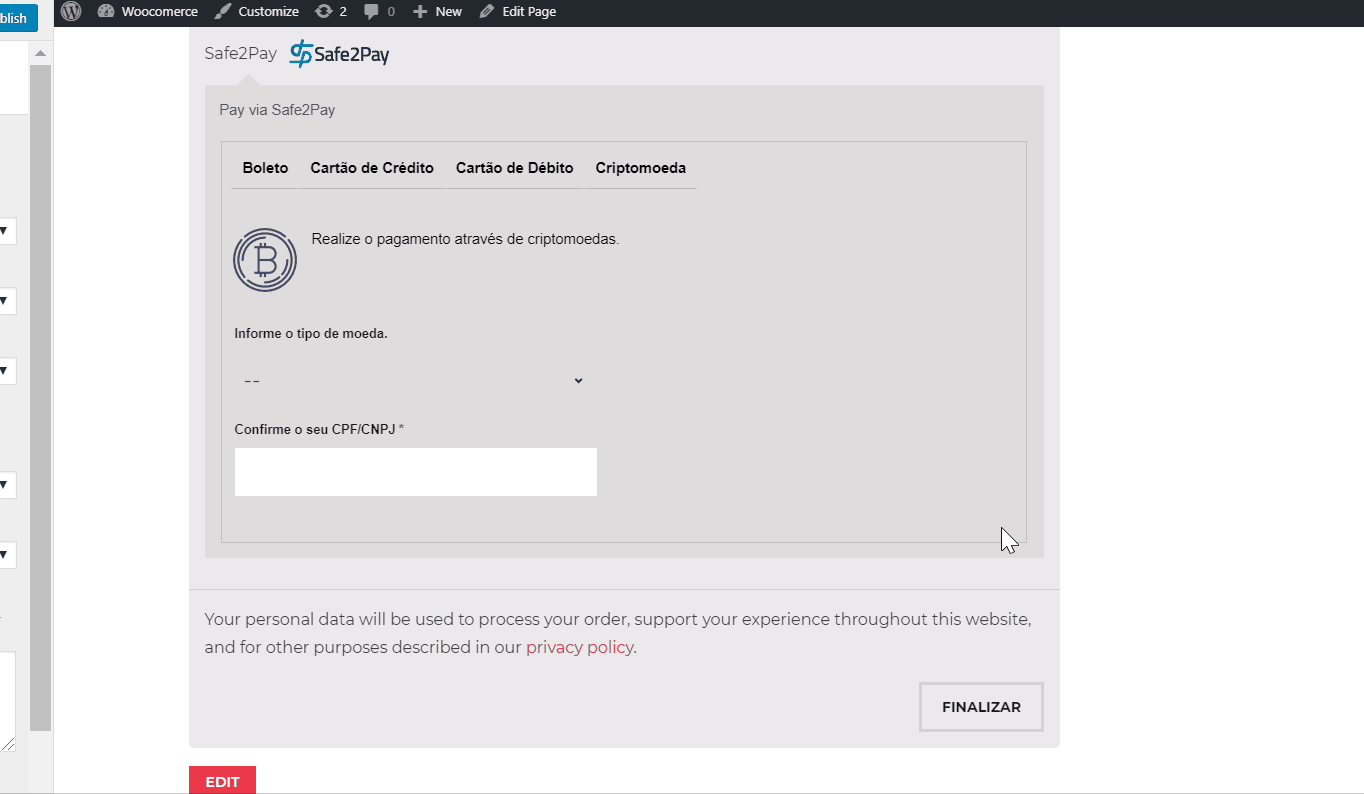 blish
Woocomerce Customize 2 0 New Edit Page
Safe2Pay Safe2Pay
Pay via Safe2Pay
Boleto Cartão de Crédito Cartão de Débito Criptomoeda
Realize o pagamento através de criptomoedas.
Informe o tipo de moeda.
--
Confirme o seu CPF/CNPJ *
Your personal data will be used to process your order, support your experience throughout this website,
and for other purposes described in our privacy policy.
FINALIZAR
EDIT